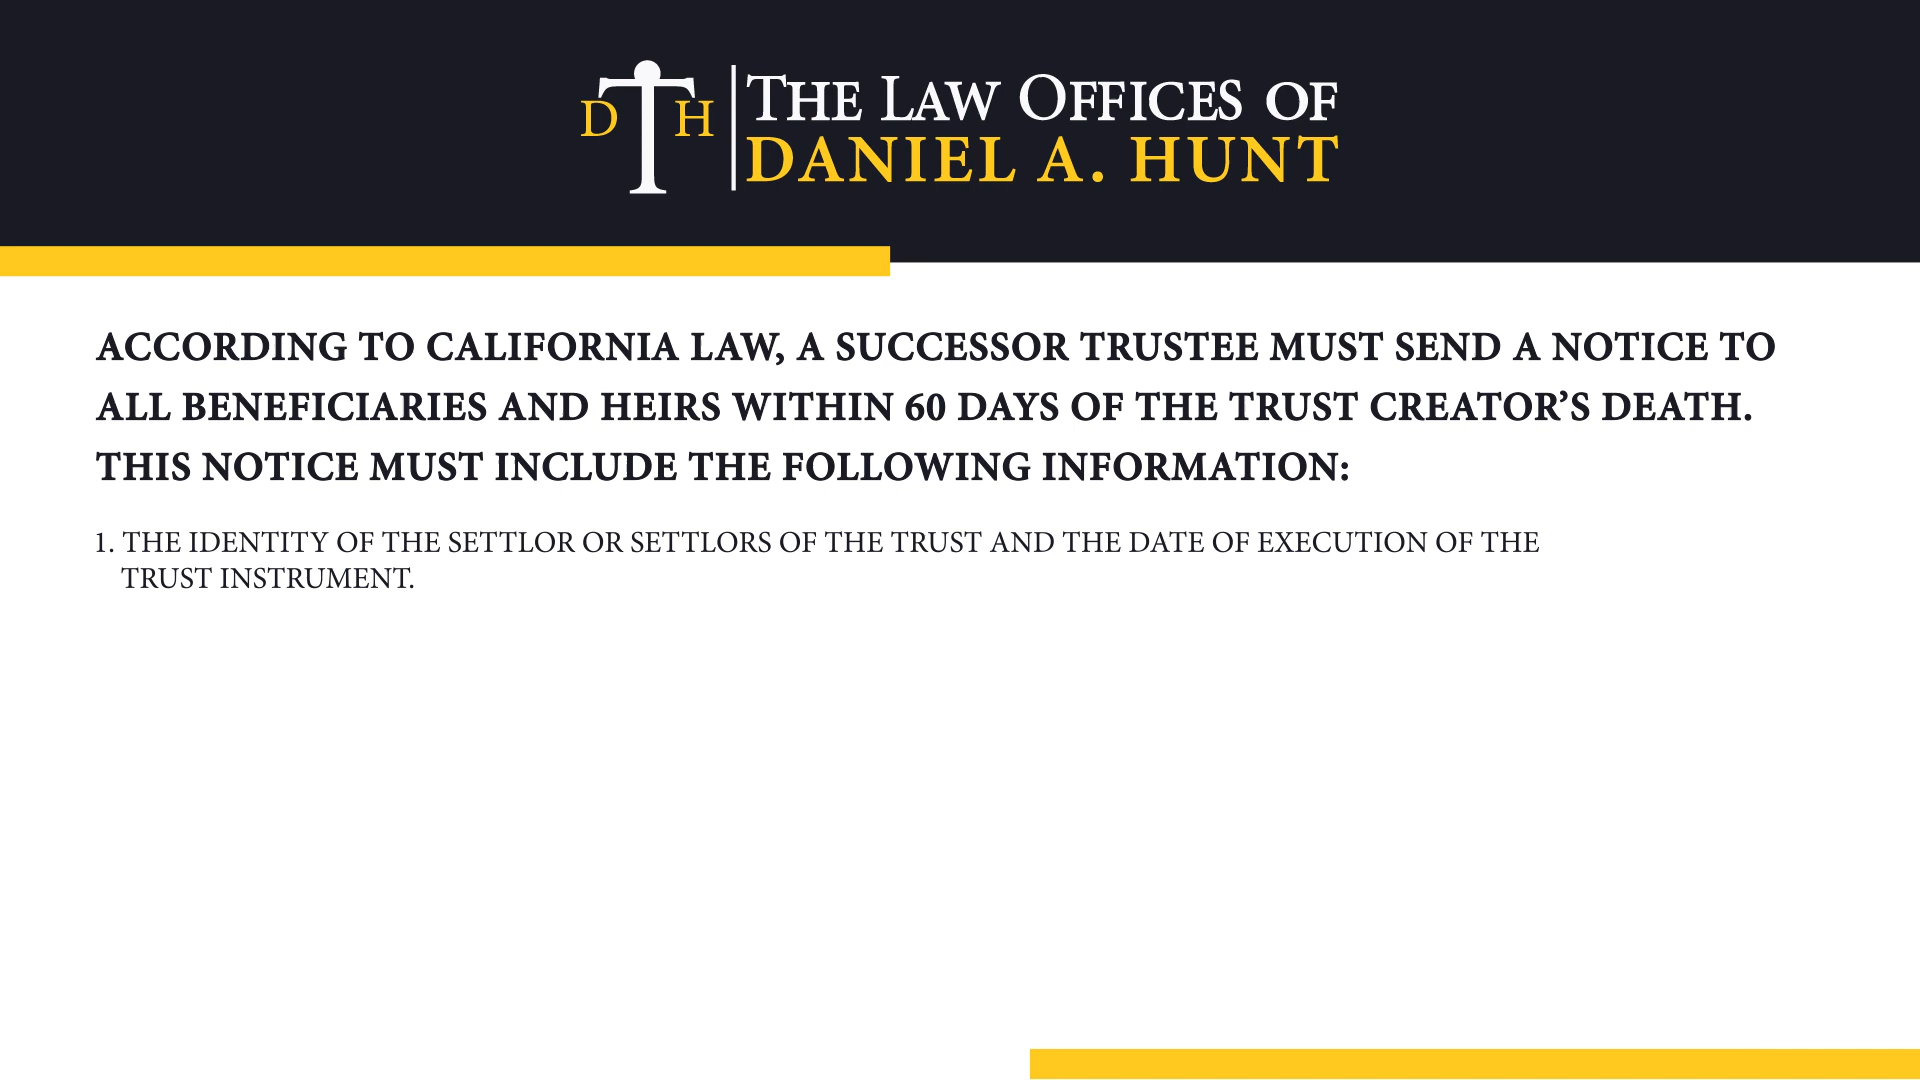 D T H
THE LAW OFFICES OF
DANIEL A. HUNT
ACCORDING TO CALIFORNIA LAW, A SUCCESSOR TRUSTEE MUST SEND A NOTICE TO
ALL BENEFICIARIES AND HEIRS WITHIN 60 DAYS OF THE TRUST CREATOR’S DEATH.
THIS NOTICE MUST INCLUDE THE FOLLOWING INFORMATION:
1. THE IDENTITY OF THE SETTLOR OR SETTLORS OF THE TRUST AND THE DATE OF EXECUTION OF THE
TRUST INSTRUMENT.